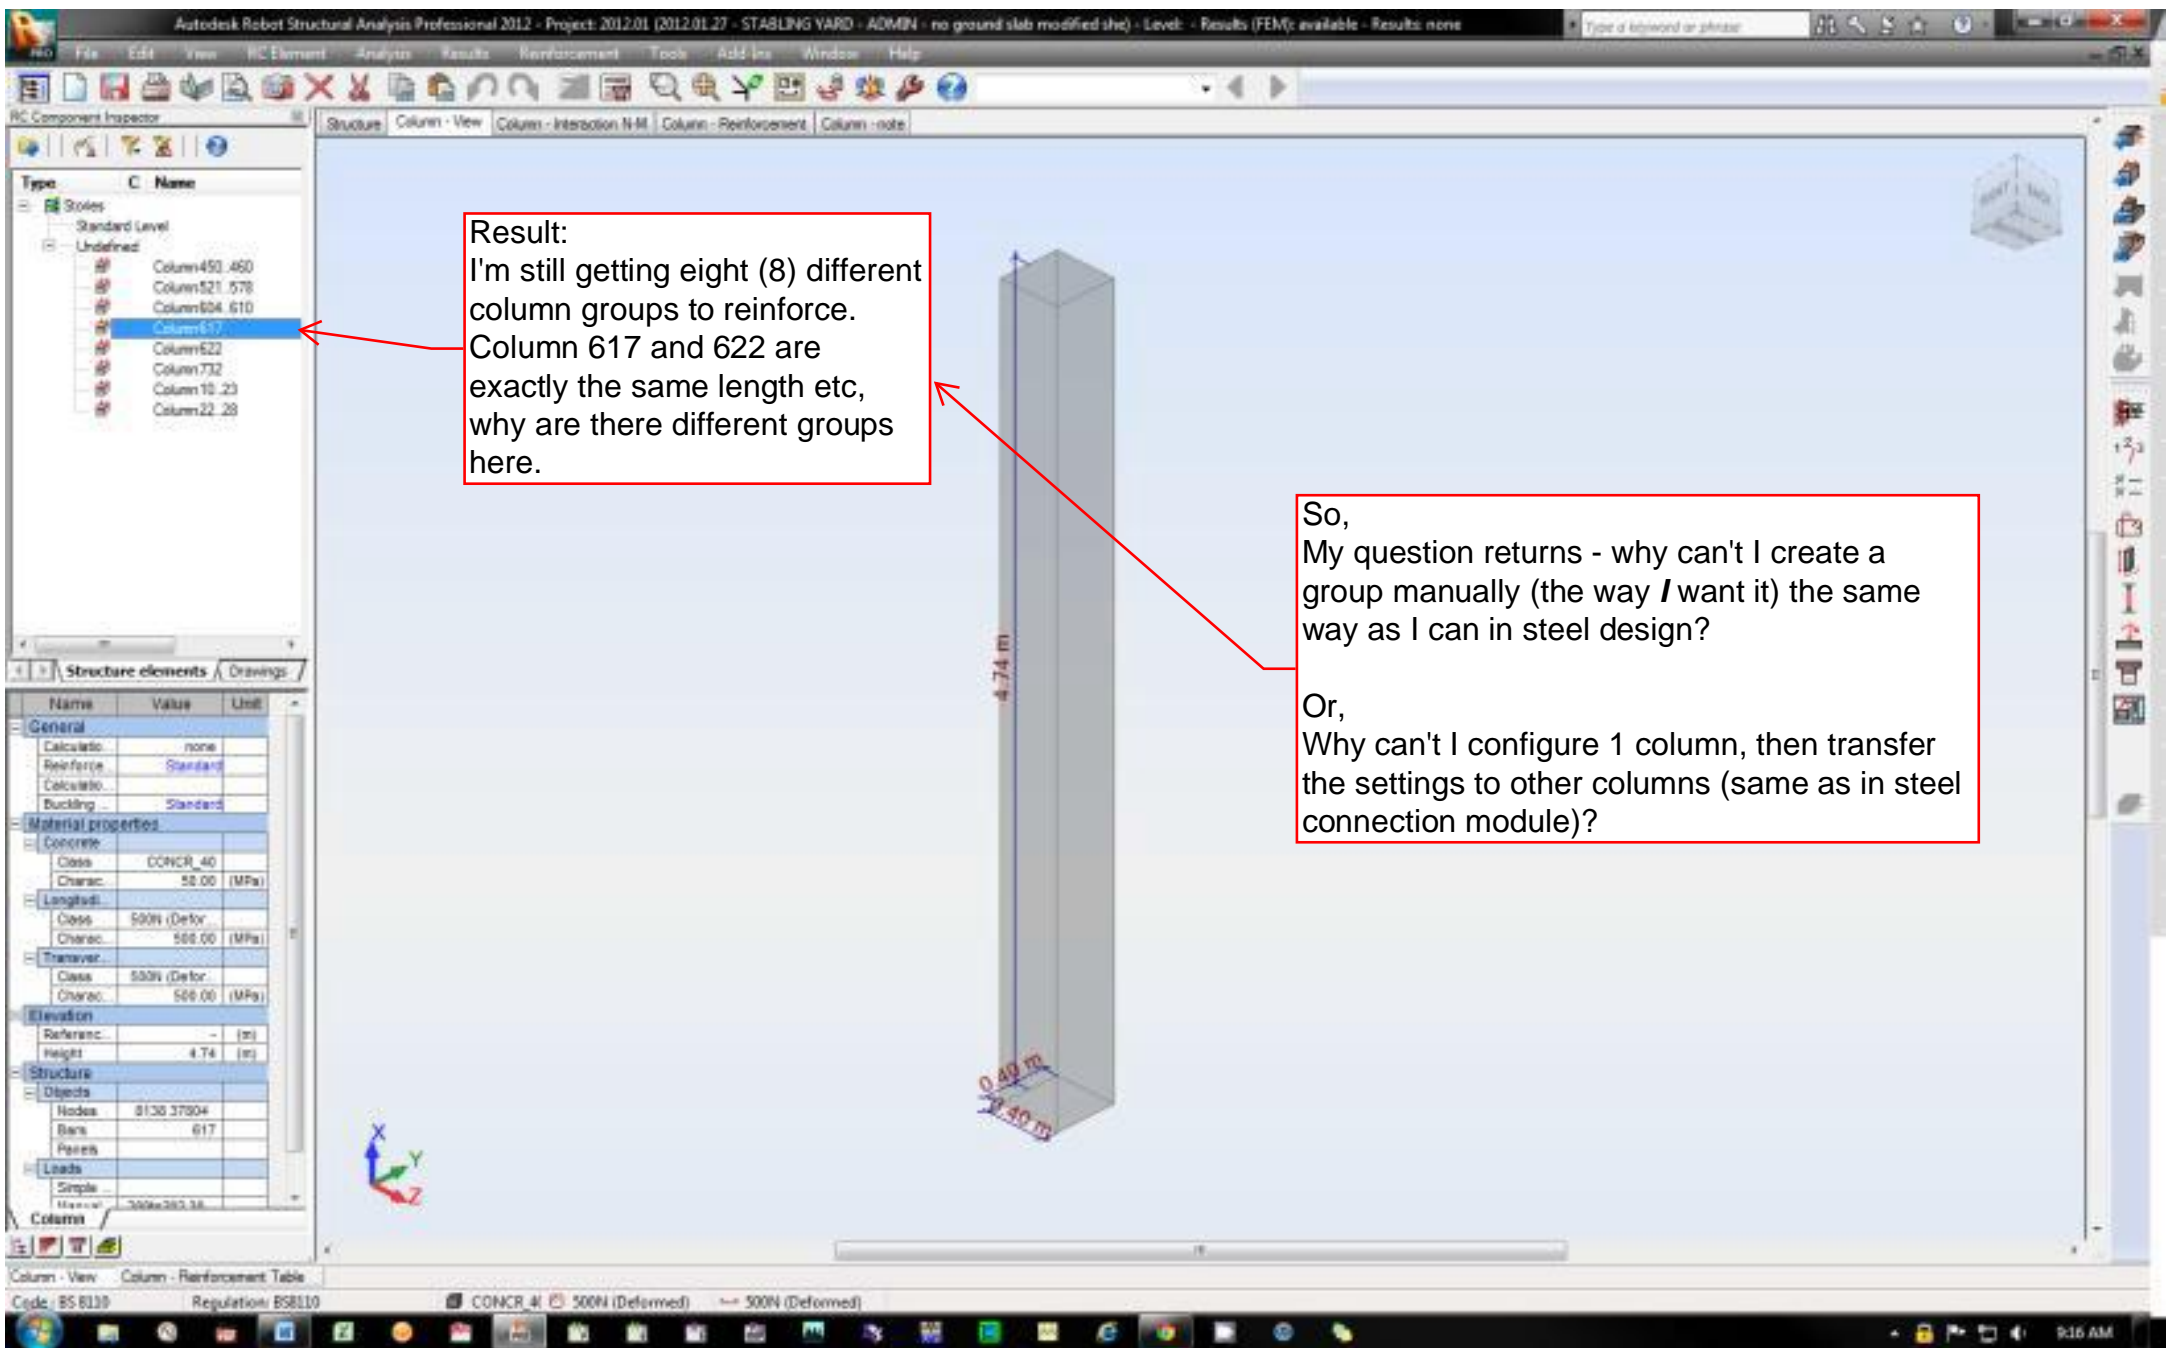 Autodesk Robot Structural Analysis Professional 2012 - Project: 2012.01 (2012.01.27 - STABLING YARD - ADMIN - no ground slab modified she) - Level: - Results (FEM): available - Results: none
Type a keyword or phrase
PRO
File Edit View RC Element Analysis Results Reinforcement Tools Add-Ins Window Help
RC Component Inspector
Structure Column - View Column - Interaction N-M Column - Reinforcement Column - note
Type C Name
Stories
Standard Level
Undefined
Column450..460
Column521..578
Column604..610
Column617
Column622
Column732
Column10..23
Column22..28
Structure elements Drawings
Result:
I'm still getting eight (8) different
column groups to reinforce.
Column 617 and 622 are
exactly the same length etc,
why are there different groups
here.
So,
My question returns - why can't I create a
group manually (the way I want it) the same
way as I can in steel design?
Or,
Why can't I configure 1 column, then transfer
the settings to other columns (same as in steel
connection module)?
4.74 m
0.40 m
0.40 m
X
Y
Z
Name Value Unit
General
Calculatio... none
Reinforce... Standard
Calculatio...
Buckling ... Standard
Material properties
Concrete
Class CONCR_40
Charac... 50.00 (MPa)
Longitudi...
Class 500N (Defor...
Charac... 500.00 (MPa)
Transver...
Class 500N (Defor...
Charac... 500.00 (MPa)
Elevation
Referenc... - (m)
Height 4.74 (m)
Structure
Objects
Nodes 8138 37804
Bars 617
Panels
Loads
Simple ...
Column
Column - View Column - Reinforcement Table
Code : BS 8110 Regulation: BS8110 CONCR_4( 500N (Deformed) 500N (Deformed)
9:16 AM